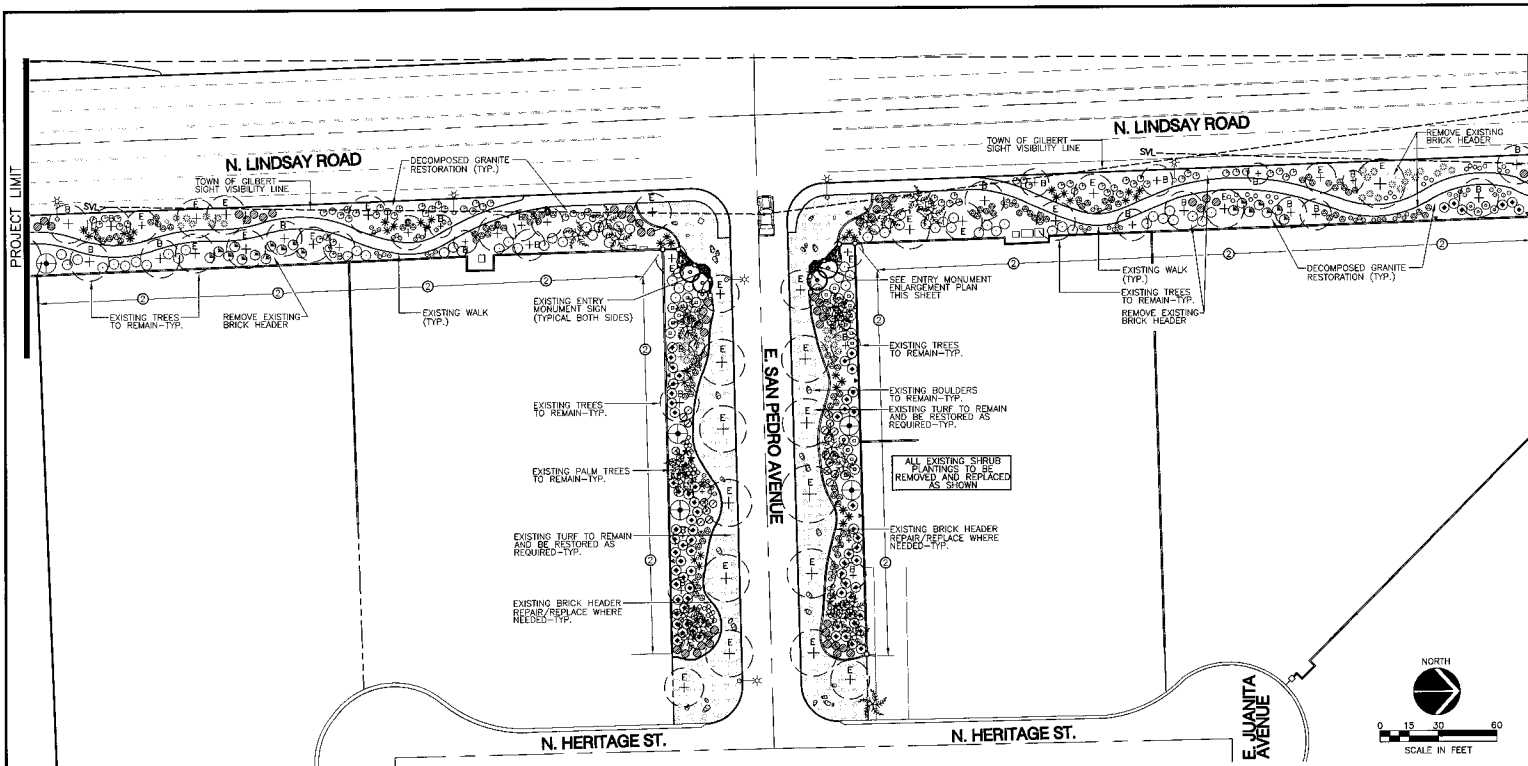 PROJECT LIMIT
N. LINDSAY ROAD
TOWN OF GILBERT
SIGHT VISIBILITY LINE
SVL
DECOMPOSED GRANITE
RESTORATION (TYP.)
EXISTING TREES
TO REMAIN-TYP.
REMOVE EXISTING
BRICK HEADER
EXISTING WALK
(TYP.)
EXISTING ENTRY
MONUMENT SIGN
(TYPICAL BOTH SIDES)
EXISTING TREES
TO REMAIN-TYP.
EXISTING PALM TREES
TO REMAIN-TYP.
EXISTING TURF TO REMAIN
AND BE RESTORED AS
REQUIRED-TYP.
EXISTING BRICK HEADER
REPAIR/REPLACE WHERE
NEEDED-TYP.
E. SAN PEDRO AVENUE
TOWN OF GILBERT
SIGHT VISIBILITY LINE
N. LINDSAY ROAD
SVL
REMOVE EXISTING
BRICK HEADER
SEE ENTRY MONUMENT
ENLARGEMENT PLAN
THIS SHEET
EXISTING WALK
(TYP.)
EXISTING TREES
TO REMAIN-TYP.
REMOVE EXISTING
BRICK HEADER
DECOMPOSED GRANITE
RESTORATION (TYP.)
EXISTING TREES
TO REMAIN-TYP.
EXISTING BOULDERS
TO REMAIN-TYP.
EXISTING TURF TO REMAIN
AND BE RESTORED AS
REQUIRED-TYP.
ALL EXISTING SHRUB
PLANTINGS TO BE
REMOVED AND REPLACED
AS SHOWN
EXISTING BRICK HEADER
REPAIR/REPLACE WHERE
NEEDED-TYP.
N. HERITAGE ST.
N. HERITAGE ST.
E. JUANITA
AVENUE
NORTH
0 15 30 60
SCALE IN FEET